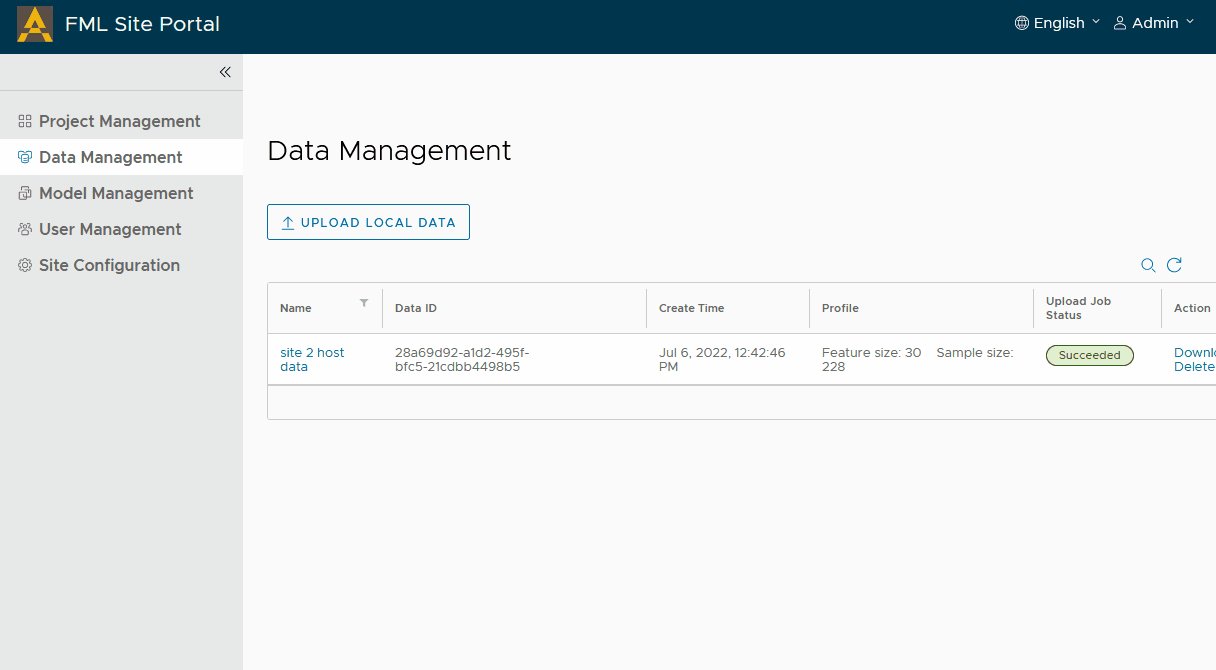 FML Site Portal
English
Admin
Project Management
Data Management
Model Management
User Management
Site Configuration
Data Management
UPLOAD LOCAL DATA
Name
Data ID
Create Time
Profile
Upload Job
Status
Action
site 2 host
data
28a69d92-a1d2-495f-
bfc5-21cdbb4498b5
Jul 6, 2022, 12:42:46
PM
Feature size: 30 Sample size:
228
Succeeded
Downlo
Delete